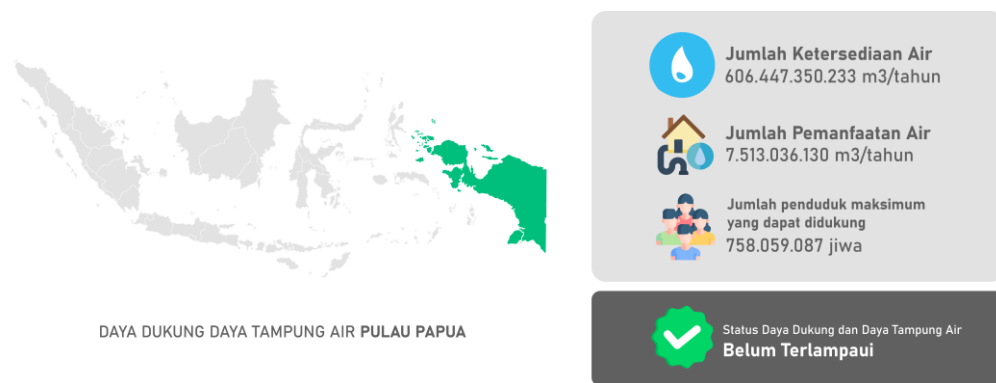 Jumlah Ketersediaan Air
606.447.350.233 m3/tahun
Jumlah Pemanfaatan Air
7.513.036.130 m3/tahun
Jumlah penduduk maksimum
yang dapat didukung
758.059.087 jiwa
DAYA DUKUNG DAYA TAMPUNG AIR PULAU PAPUA
Status Daya Dukung dan Daya Tampung Air
Belum Terlampaui